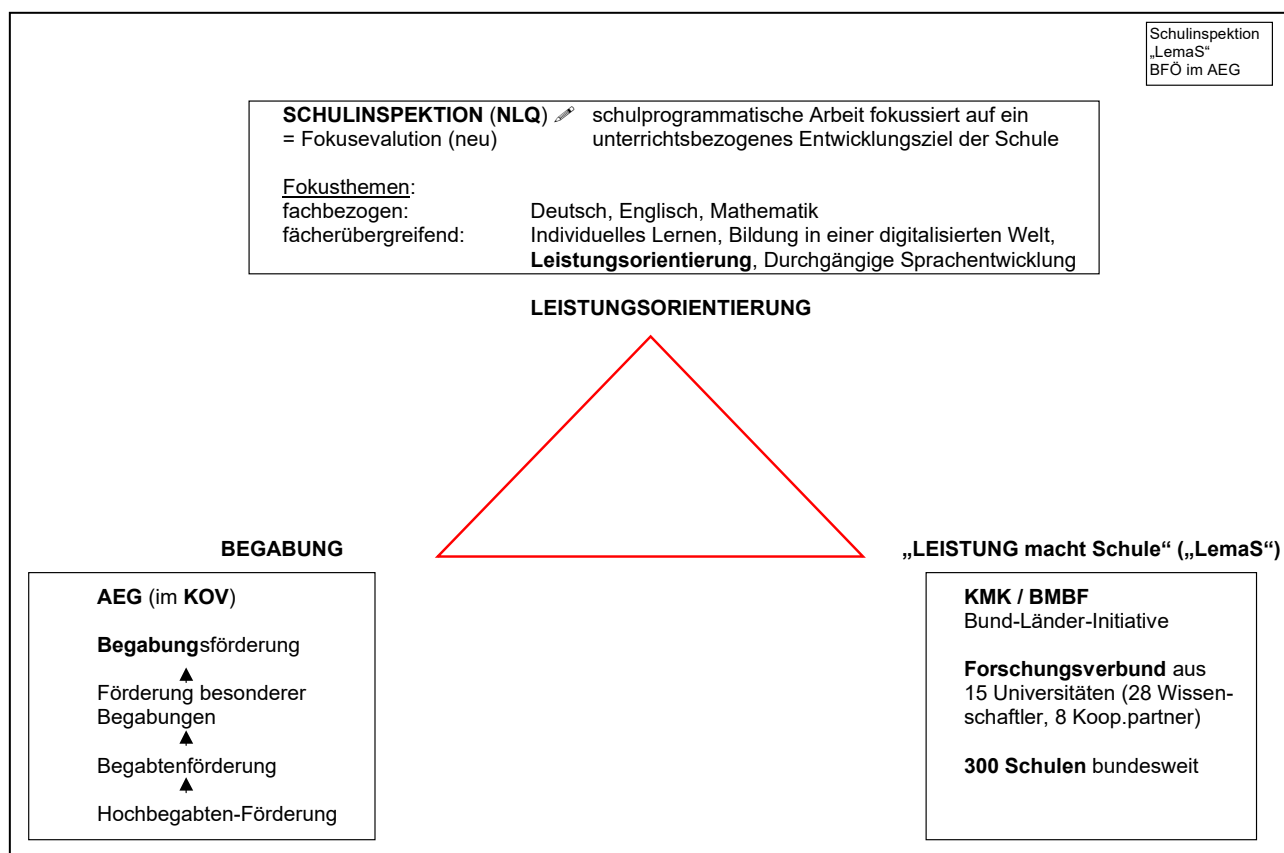 Schulinspektion
„LemaS“
BFÖ im AEG
SCHULINSPEKTION (NLQ) ✐ schulprogrammatische Arbeit fokussiert auf ein
= Fokusevalution (neu) unterrichtsbezogenes Entwicklungsziel der Schule
Fokusthemen:
fachbezogen: Deutsch, Englisch, Mathematik
fächerübergreifend: Individuelles Lernen, Bildung in einer digitalisierten Welt,
Leistungsorientierung, Durchgängige Sprachentwicklung
LEISTUNGSORIENTIERUNG
BEGABUNG
AEG (im KOV)
Begabungsförderung
Förderung besonderer
Begabungen
Begabtenförderung
Hochbegabten-Förderung
„LEISTUNG macht Schule“ („LemaS“)
KMK / BMBF
Bund-Länder-Initiative
Forschungsverbund aus
15 Universitäten (28 Wissen-
schaftler, 8 Koop.partner)
300 Schulen bundesweit